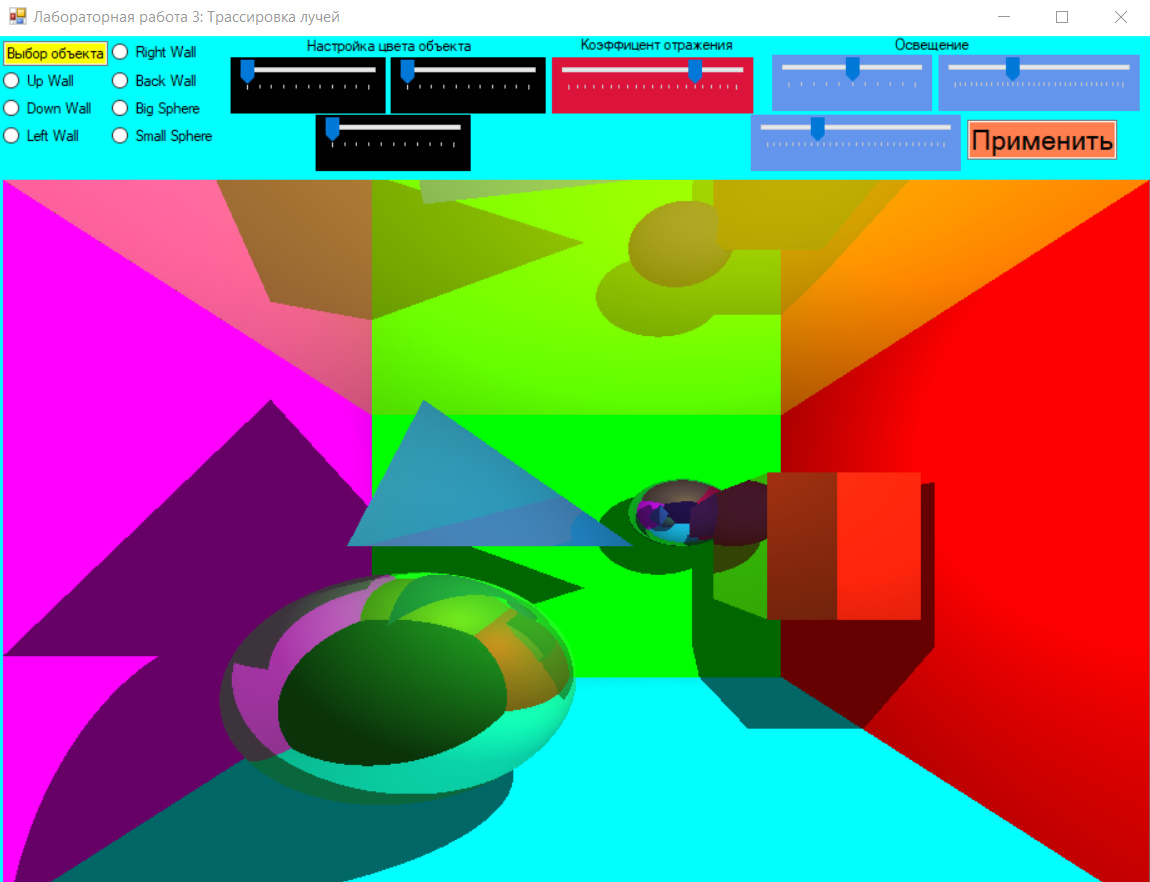 Лабораторная работа 3: Трассировка лучей
Выбор объекта
Right Wall
Up Wall
Back Wall
Down Wall
Big Sphere
Left Wall
Small Sphere
Настройка цвета объекта
Коэффицент отражения
Освещение
Применить